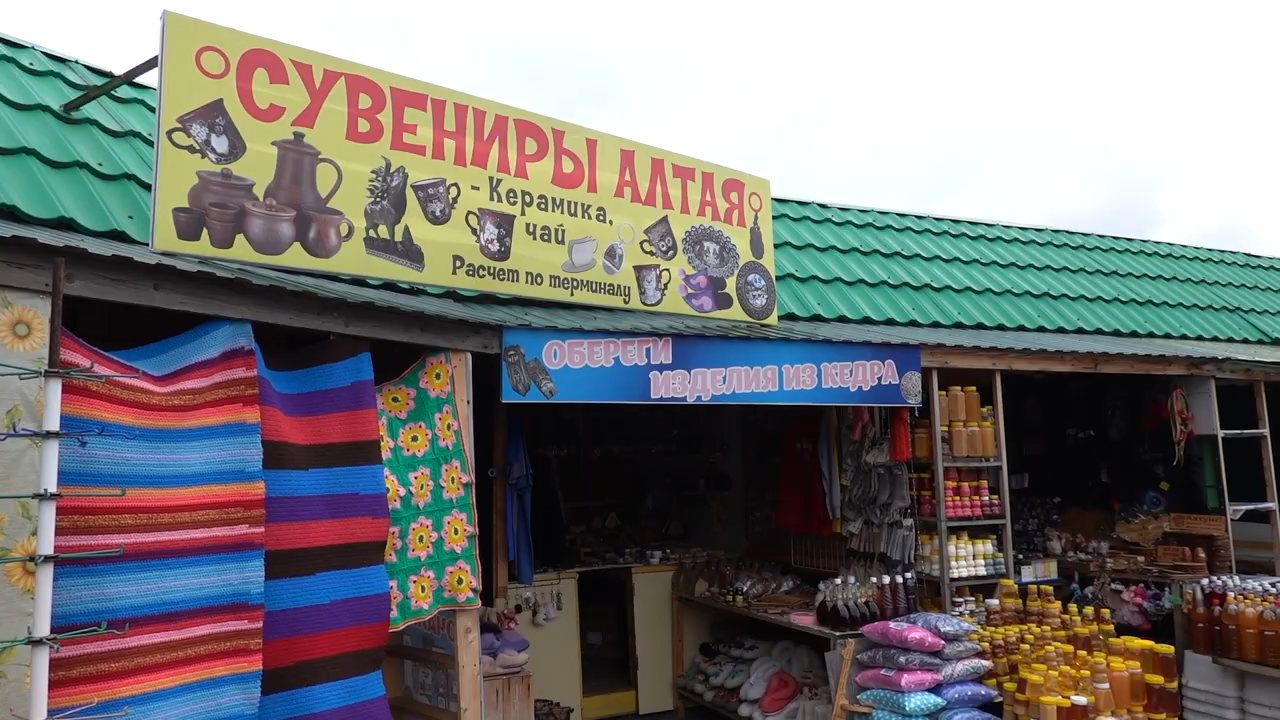 СУВЕНИРЫ АЛТАЯ
- Керамика,
чай
Расчет по терминалу
ОБЕРЕГИ
ИЗДЕЛИЯ ИЗ КЕДРА